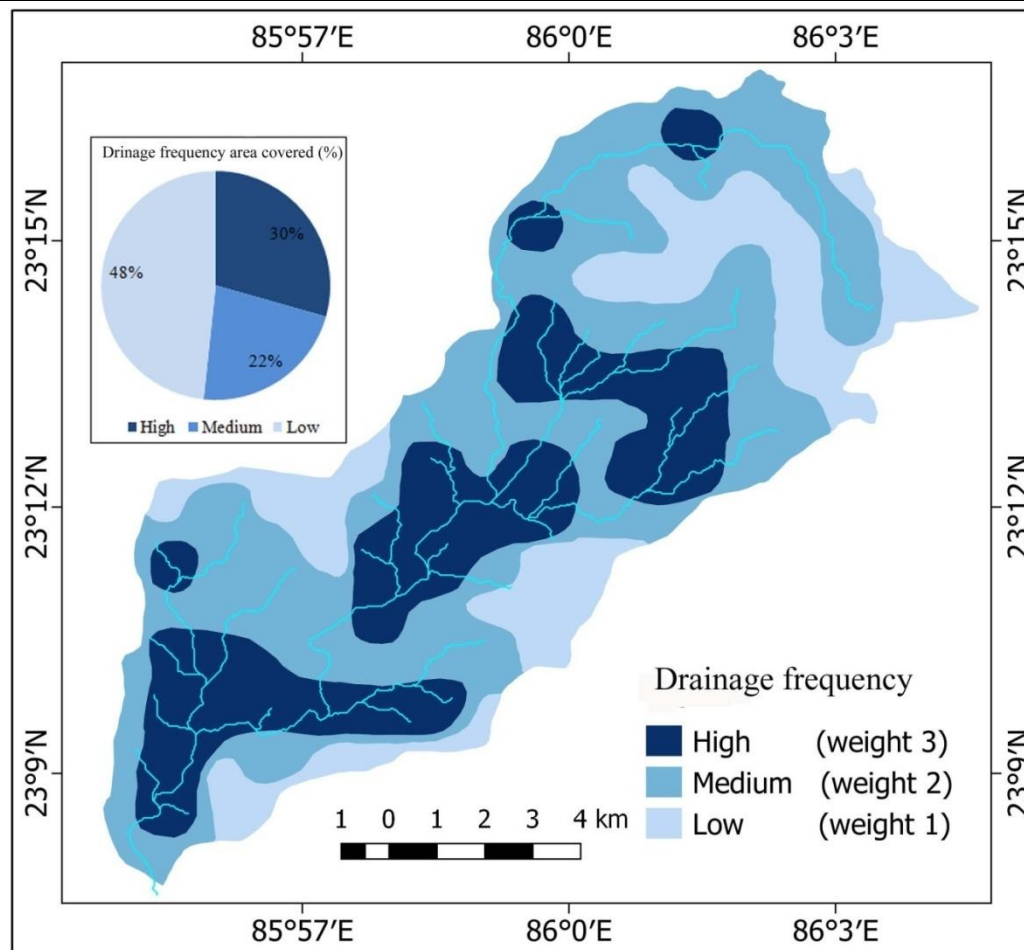 85°57′E 86°0′E 86°3′E
Drinage frequency area covered (%)
30%
48%
22%
High Medium Low
23°15′N 23°15′N
23°12′N 23°12′N
23°9′N 23°9′N
Drainage frequency
High (weight 3)
Medium (weight 2)
Low (weight 1)
1 0 1 2 3 4 km
85°57′E 86°0′E 86°3′E